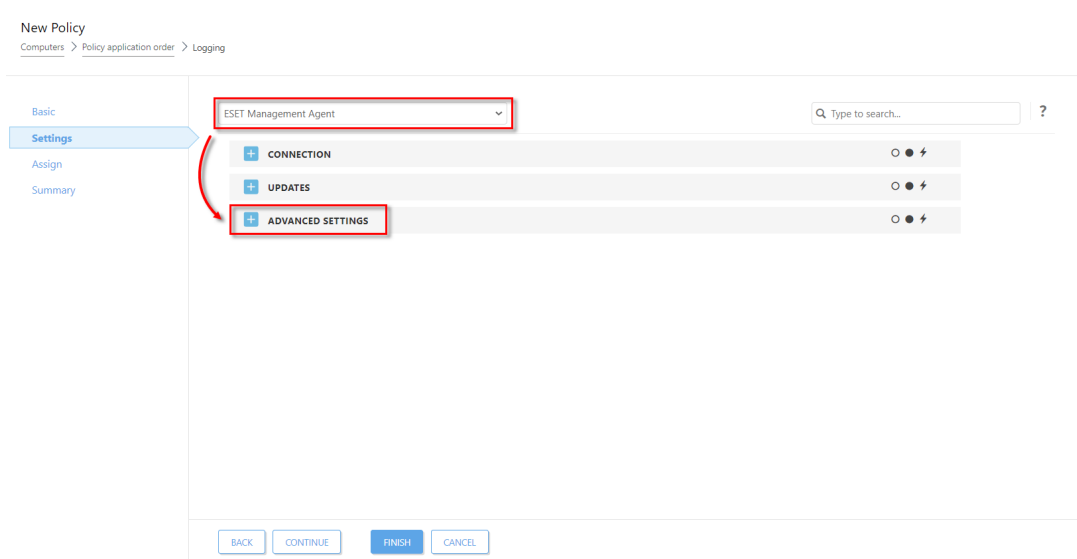 New Policy
Computers > Policy application order > Logging
Basic
Settings
Assign
Summary
ESET Management Agent
Type to search...
?
CONNECTION
UPDATES
ADVANCED SETTINGS
BACK CONTINUE FINISH CANCEL